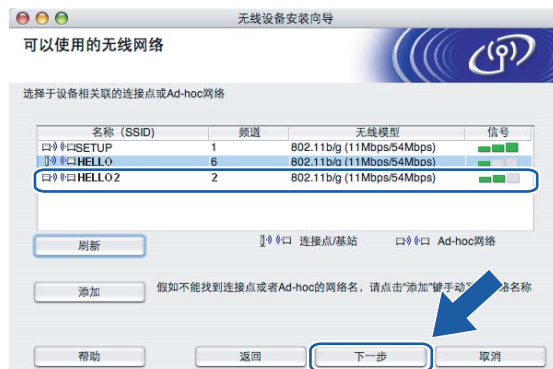 无线设备安装向导
可以使用的无线网络
选择于设备相关联的连接点或Ad-hoc网络
名称（SSID） 频道 无线模型 信号
SETUP 1 802.11b/g (11Mbps/54Mbps)
HELLO 6 802.11b/g (11Mbps/54Mbps)
HELLO2 2 802.11b/g (11Mbps/54Mbps)
刷新 连接点/基站 Ad-hoc网络
添加 假如不能找到连接点或者Ad-hoc的网络名，请点击“添加”键手动 络名称
帮助 返回 下一步 取消